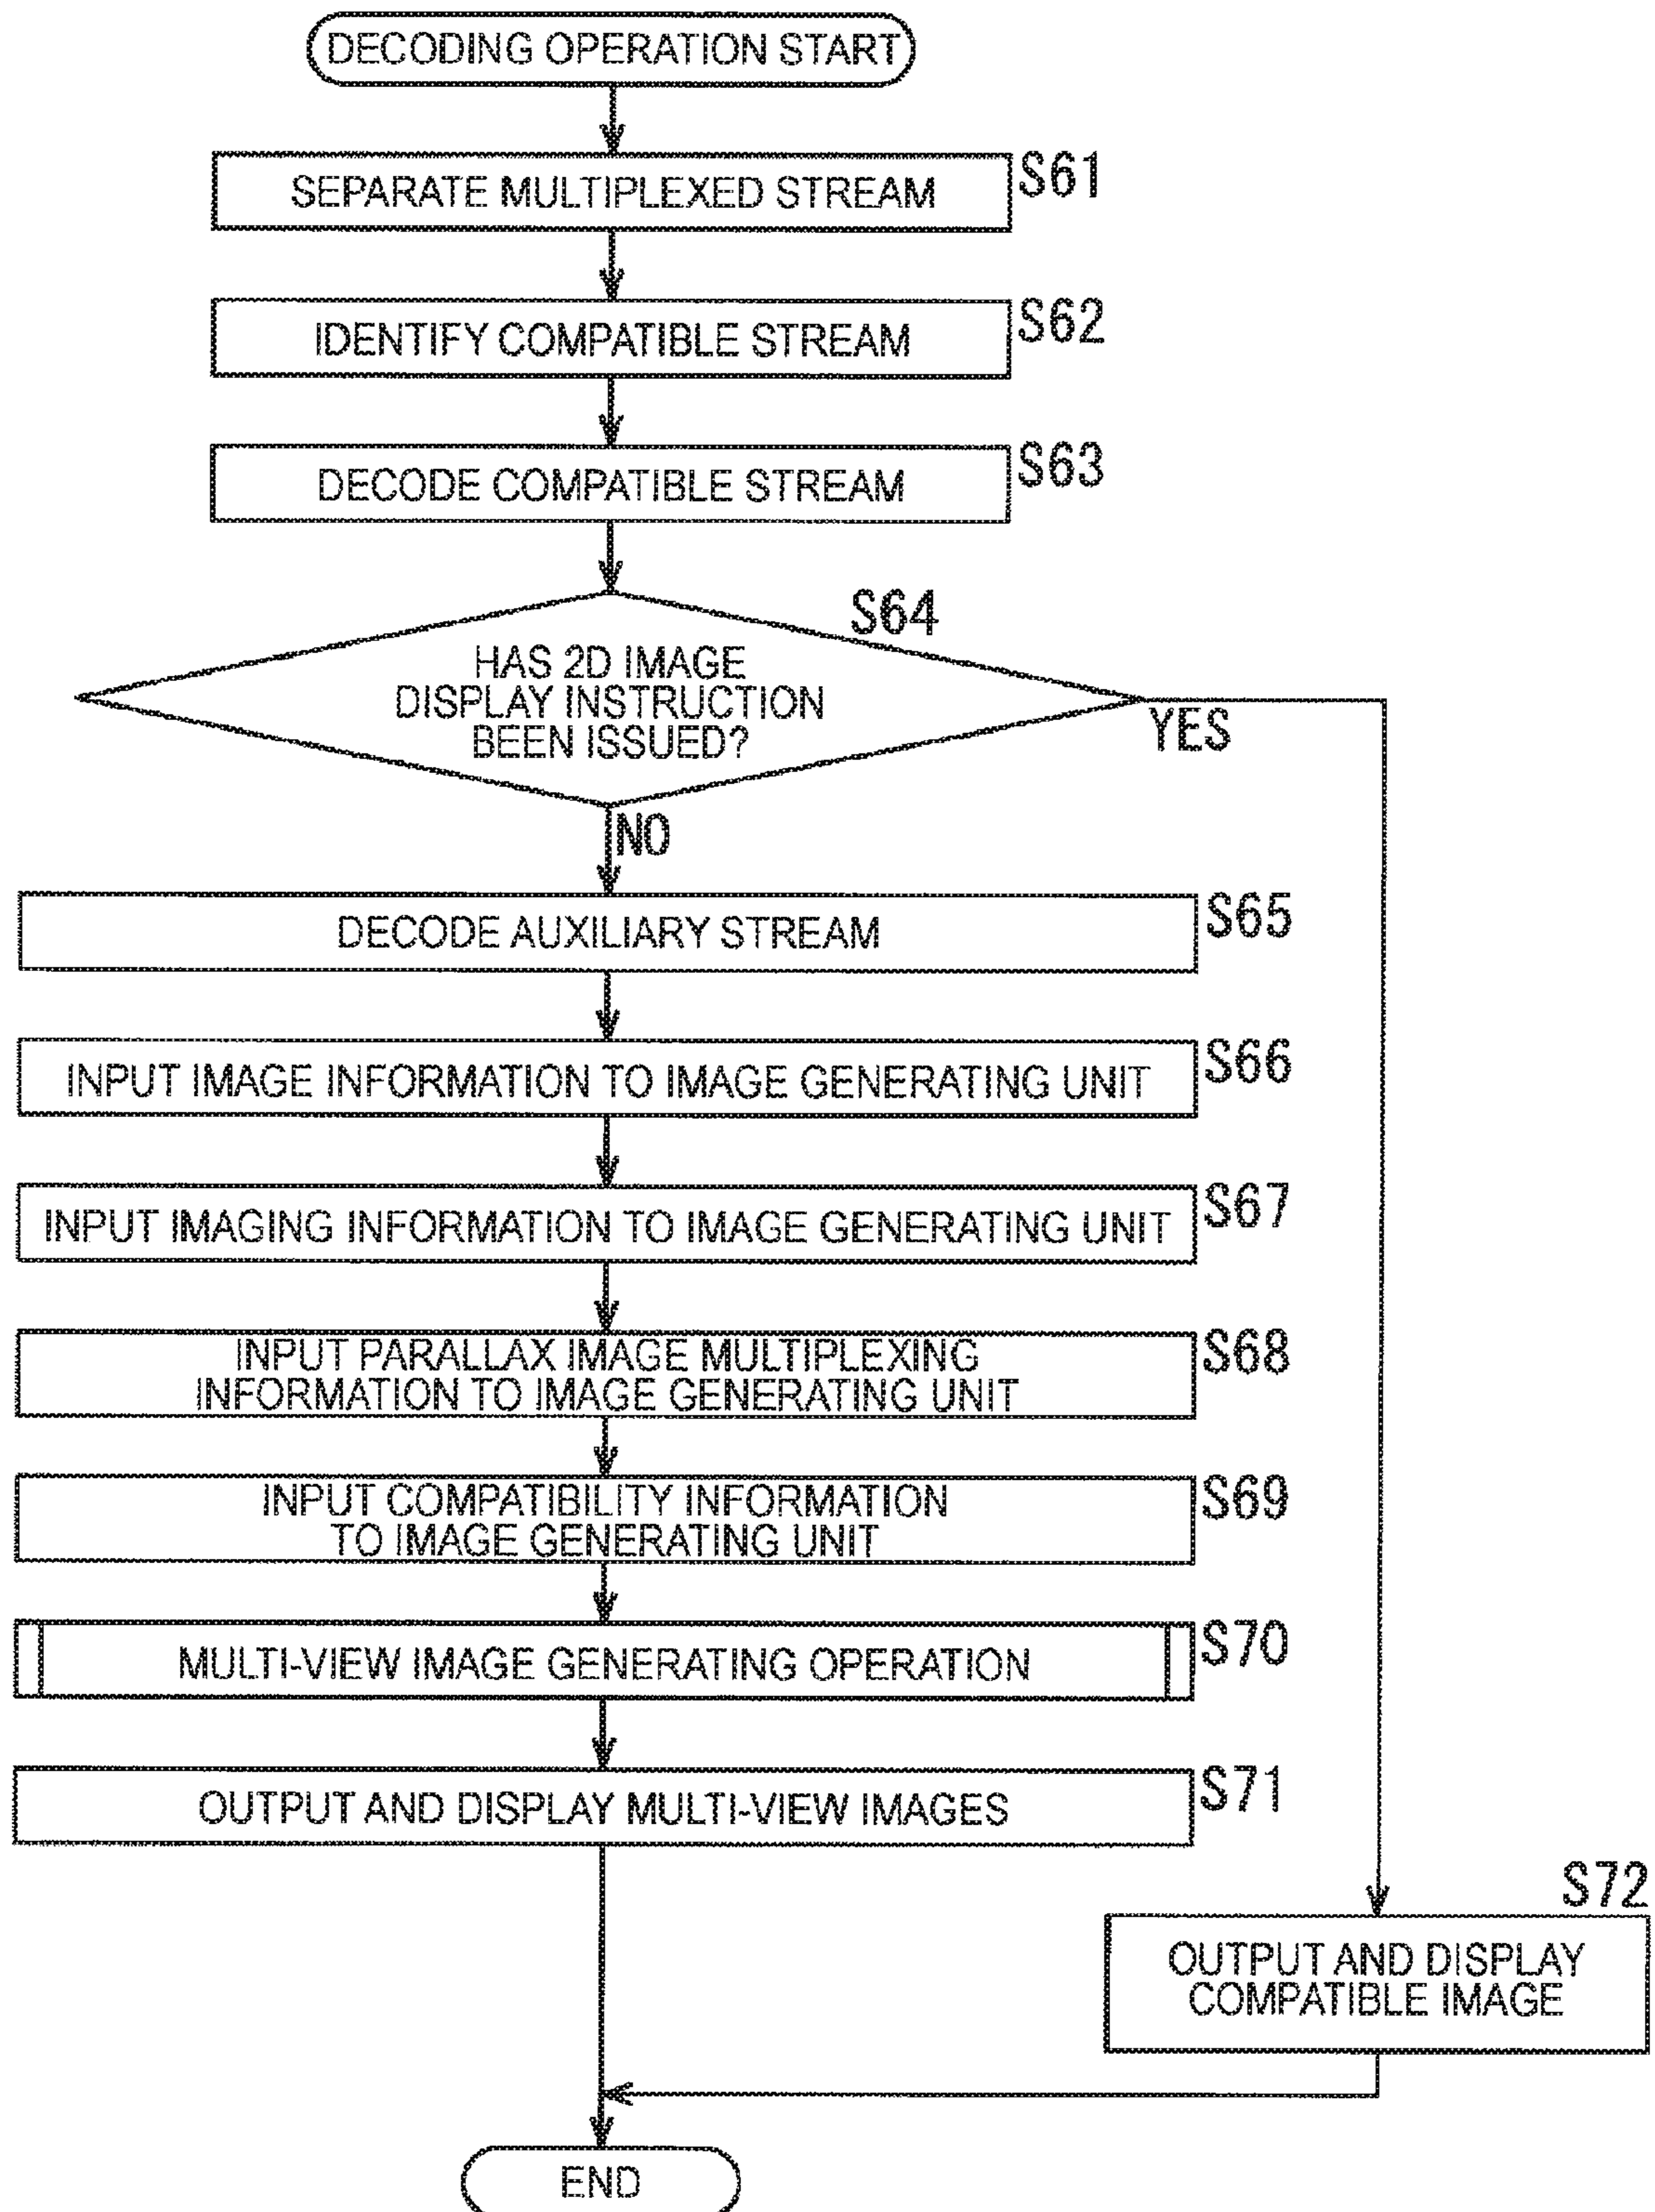 DECODING OPERATION START
SEPARATE MULTIPLEXED STREAM
S61
IDENTIFY COMPATIBLE STREAM
S62
DECODE COMPATIBLE STREAM
S63
S64
HAS 2D IMAGE
DISPLAY INSTRUCTION
BEEN ISSUED?
YES
NO
DECODE AUXILIARY STREAM
S65
INPUT IMAGE INFORMATION TO IMAGE GENERATING UNIT
S66
INPUT IMAGING INFORMATION TO IMAGE GENERATING UNIT
S67
INPUT PARALLAX IMAGE MULTIPLEXING
INFORMATION TO IMAGE GENERATING UNIT
S68
INPUT COMPATIBILITY INFORMATION
TO IMAGE GENERATING UNIT
S69
MULTI-VIEW IMAGE GENERATING OPERATION
S70
OUTPUT AND DISPLAY MULTI-VIEW IMAGES
S71
S72
OUTPUT AND DISPLAY
COMPATIBLE IMAGE
END